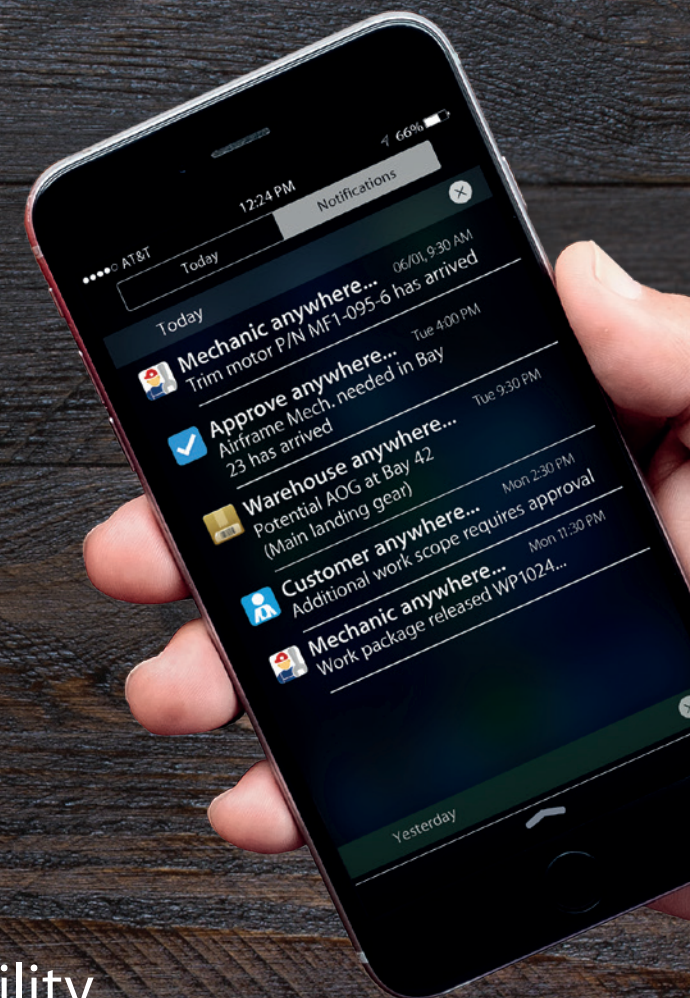 ●●●●○ AT&T 12:24 PM 66%
Today Notifications
Today
Mechanic anywhere... 06/01, 9:30 AM
Trim motor P/N MF1-095-6 has arrived
Approve anywhere... Tue 4:00 PM
Airframe Mech. needed in Bay
23 has arrived
Warehouse anywhere... Tue 9:30 PM
Potential AOG at Bay 42
(Main landing gear)
Customer anywhere... Mon 2:30 PM
Additional work scope requires approval
Mechanic anywhere... Mon 11:30 PM
Work package released WP1024...
Yesterday